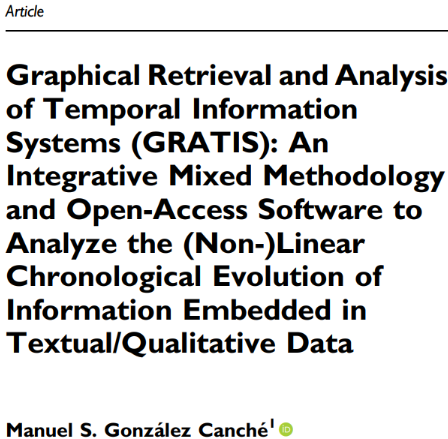 Article
Graphical Retrieval and Analysis
of Temporal Information
Systems (GRATIS): An
Integrative Mixed Methodology
and Open-Access Software to
Analyze the (Non-)Linear
Chronological Evolution of
Information Embedded in
Textual/Qualitative Data
Manuel S. González Canché1 iD